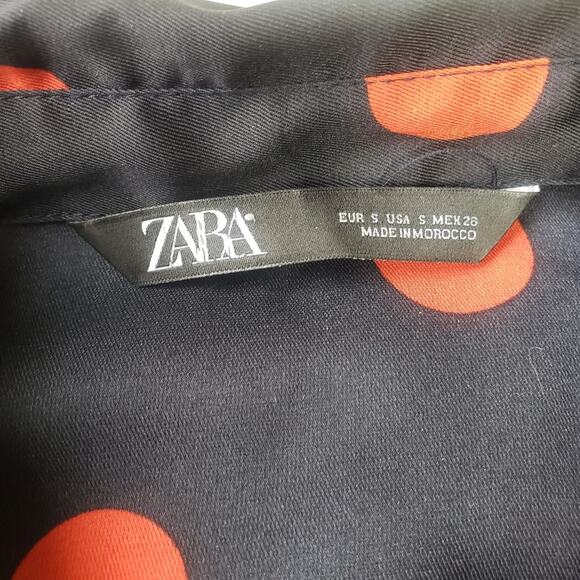 ZARA
EUR S USA S MEX 26
MADE IN MOROCCO